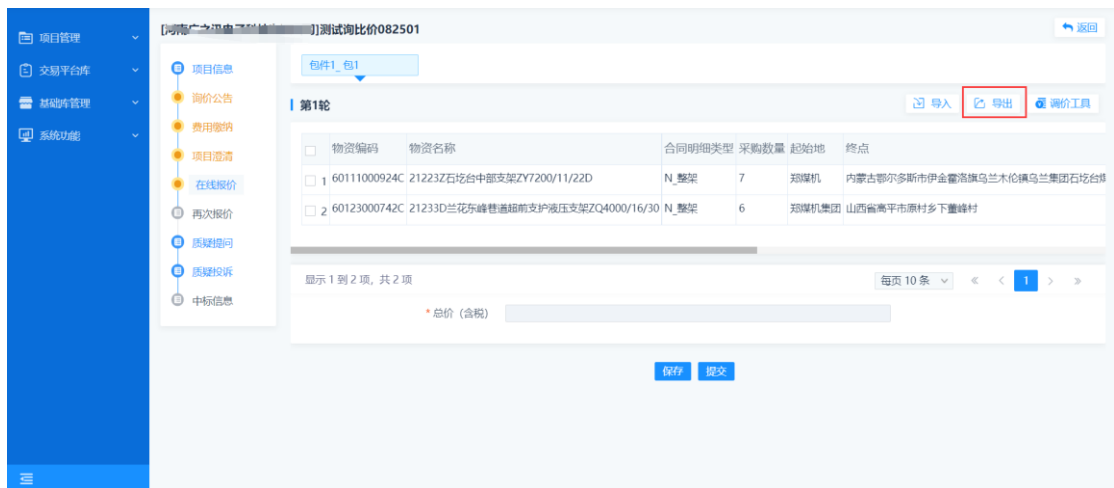 项目管理
交易平台库
基础库管理
系统功能
测试询比价082501
返回
项目信息
询价公告
费用缴纳
项目澄清
在线报价
再次报价
质疑提问
质疑投诉
中标信息
包件1_包1
第1轮
导入
导出
调价工具
物资编码 物资名称 合同明细类型 采购数量 起始地 终点
1 60111000924C 21223Z石圪台中部支架ZY7200/11/22D N_整架 7 郑煤机 内蒙古鄂尔多斯市伊金霍洛旗乌兰木伦镇乌兰集团石圪台煤
2 60123000742C 21233D兰花东峰巷道超前支护液压支架ZQ4000/16/30 N_整架 6 郑煤机集团 山西省高平市原村乡下董峰村
显示 1 到 2 项, 共 2 项
每页 10 条
1
* 总价（含税）
保存
提交